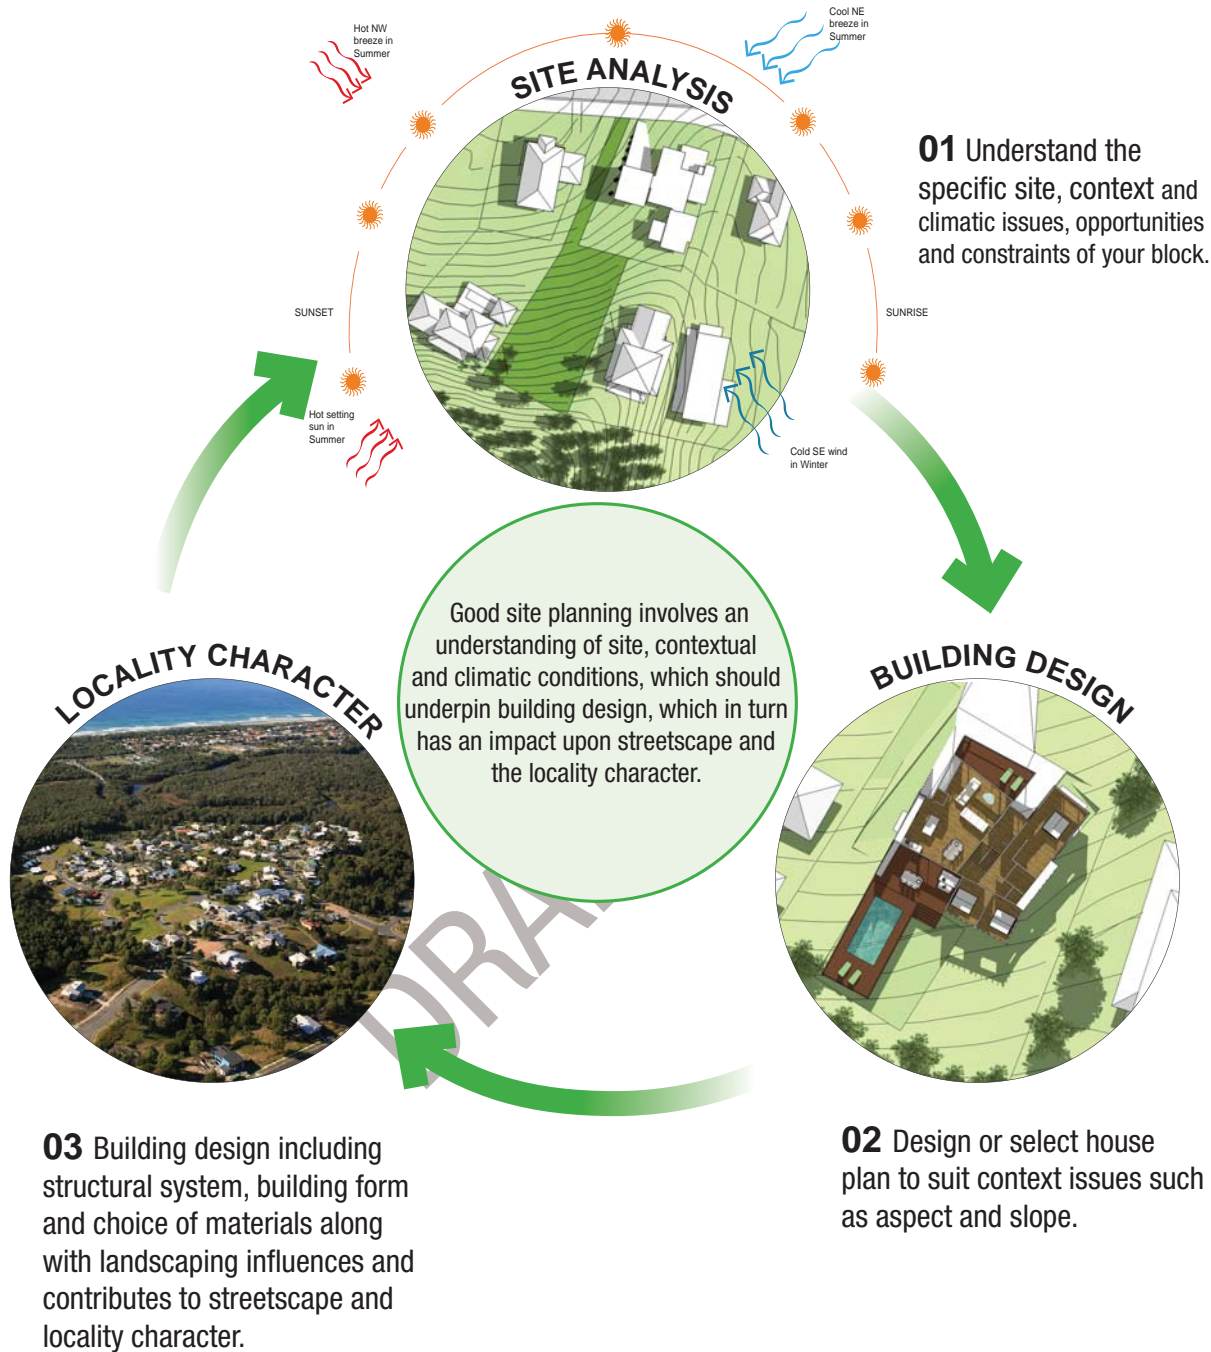 Hot NW
breeze in
Summer
Cool NE
breeze in
Summer
SITE ANALYSIS
01 Understand the
specific site, context and
climatic issues, opportunities
and constraints of your block.
SUNSET
SUNRISE
Hot setting
sun in
Summer
Cold SE wind
in Winter
Good site planning involves an
understanding of site, contextual
and climatic conditions, which should
underpin building design, which in turn
has an impact upon streetscape and
the locality character.
LOCALITY CHARACTER
BUILDING DESIGN
02 Design or select house
plan to suit context issues such
as aspect and slope.
03 Building design including
structural system, building form
and choice of materials along
with landscaping influences and
contributes to streetscape and
locality character.